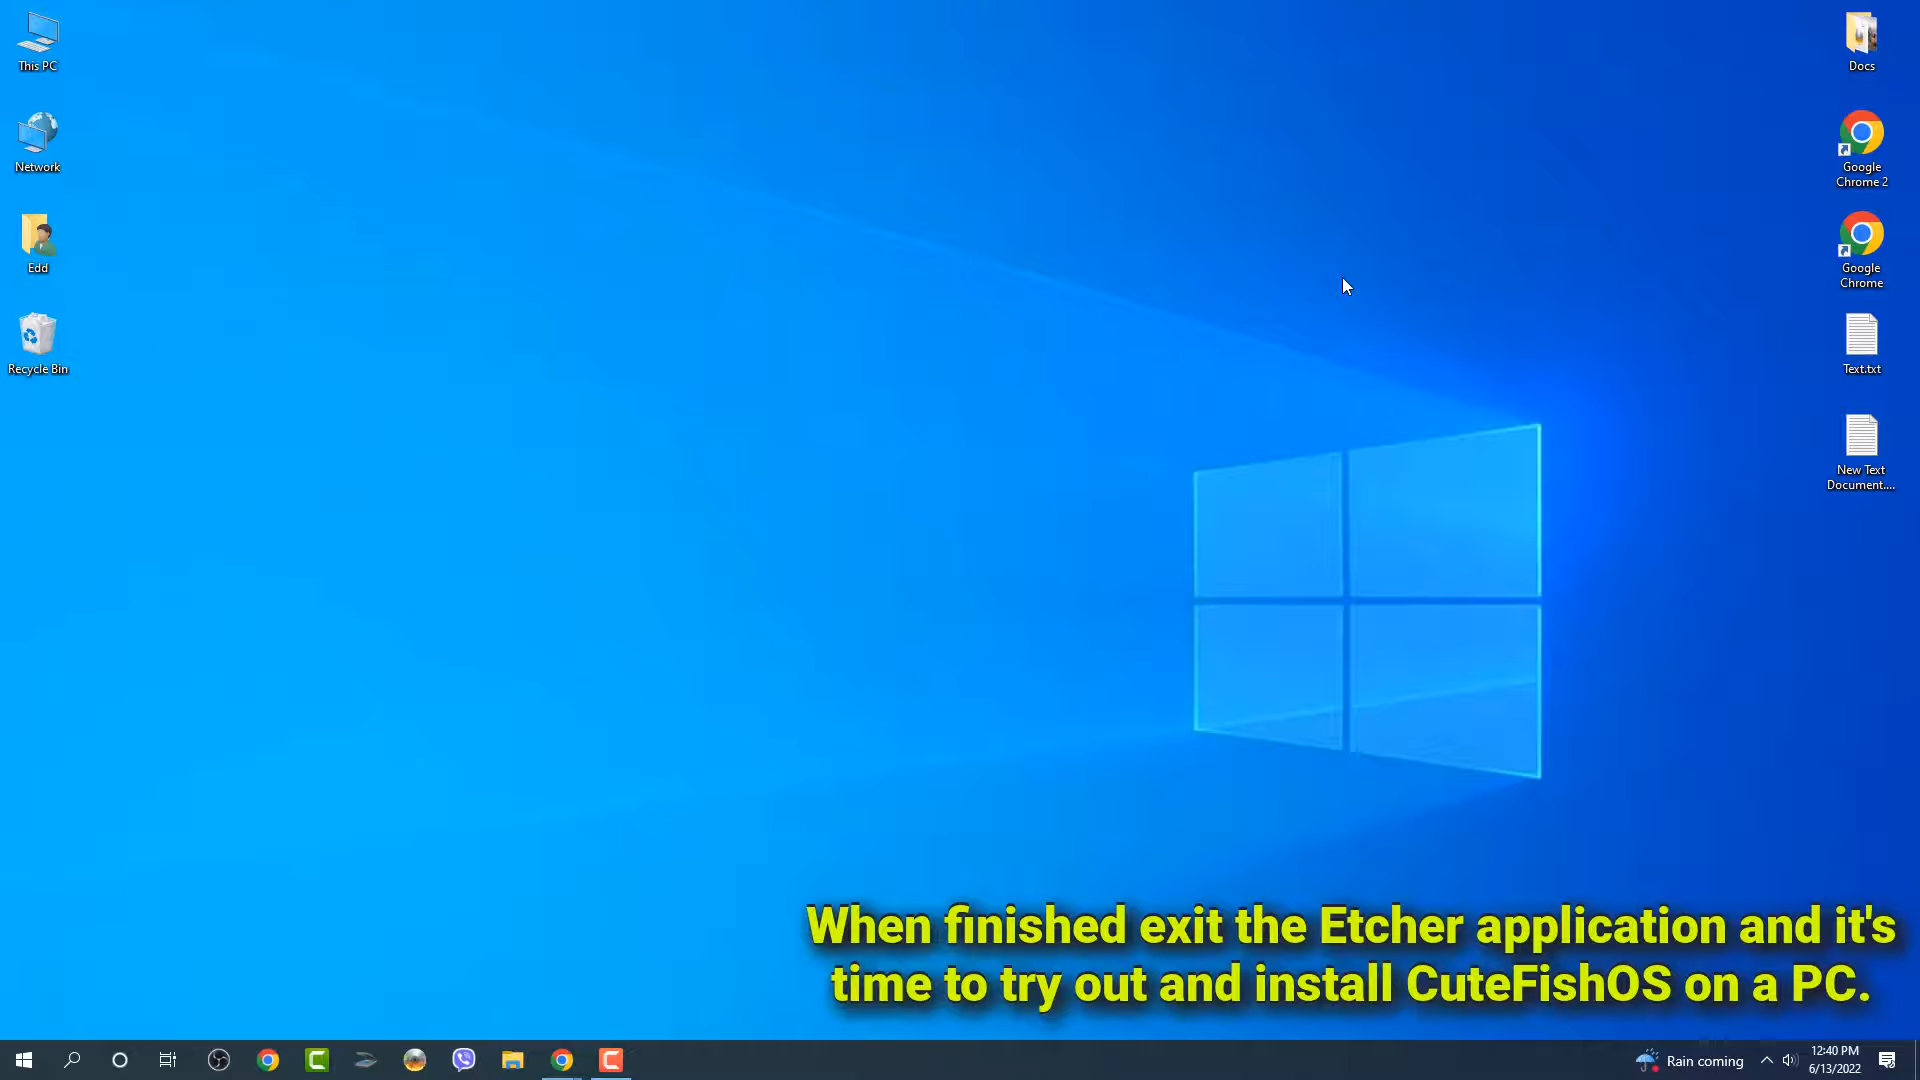 This PC
Network
Edd
Recycle Bin
Docs
Google
Chrome 2
Google
Chrome
Text.txt
New Text
Document....
When finished exit the Etcher application and it's
time to try out and install CuteFishOS on a PC.
Rain coming
12:40 PM
6/13/2022